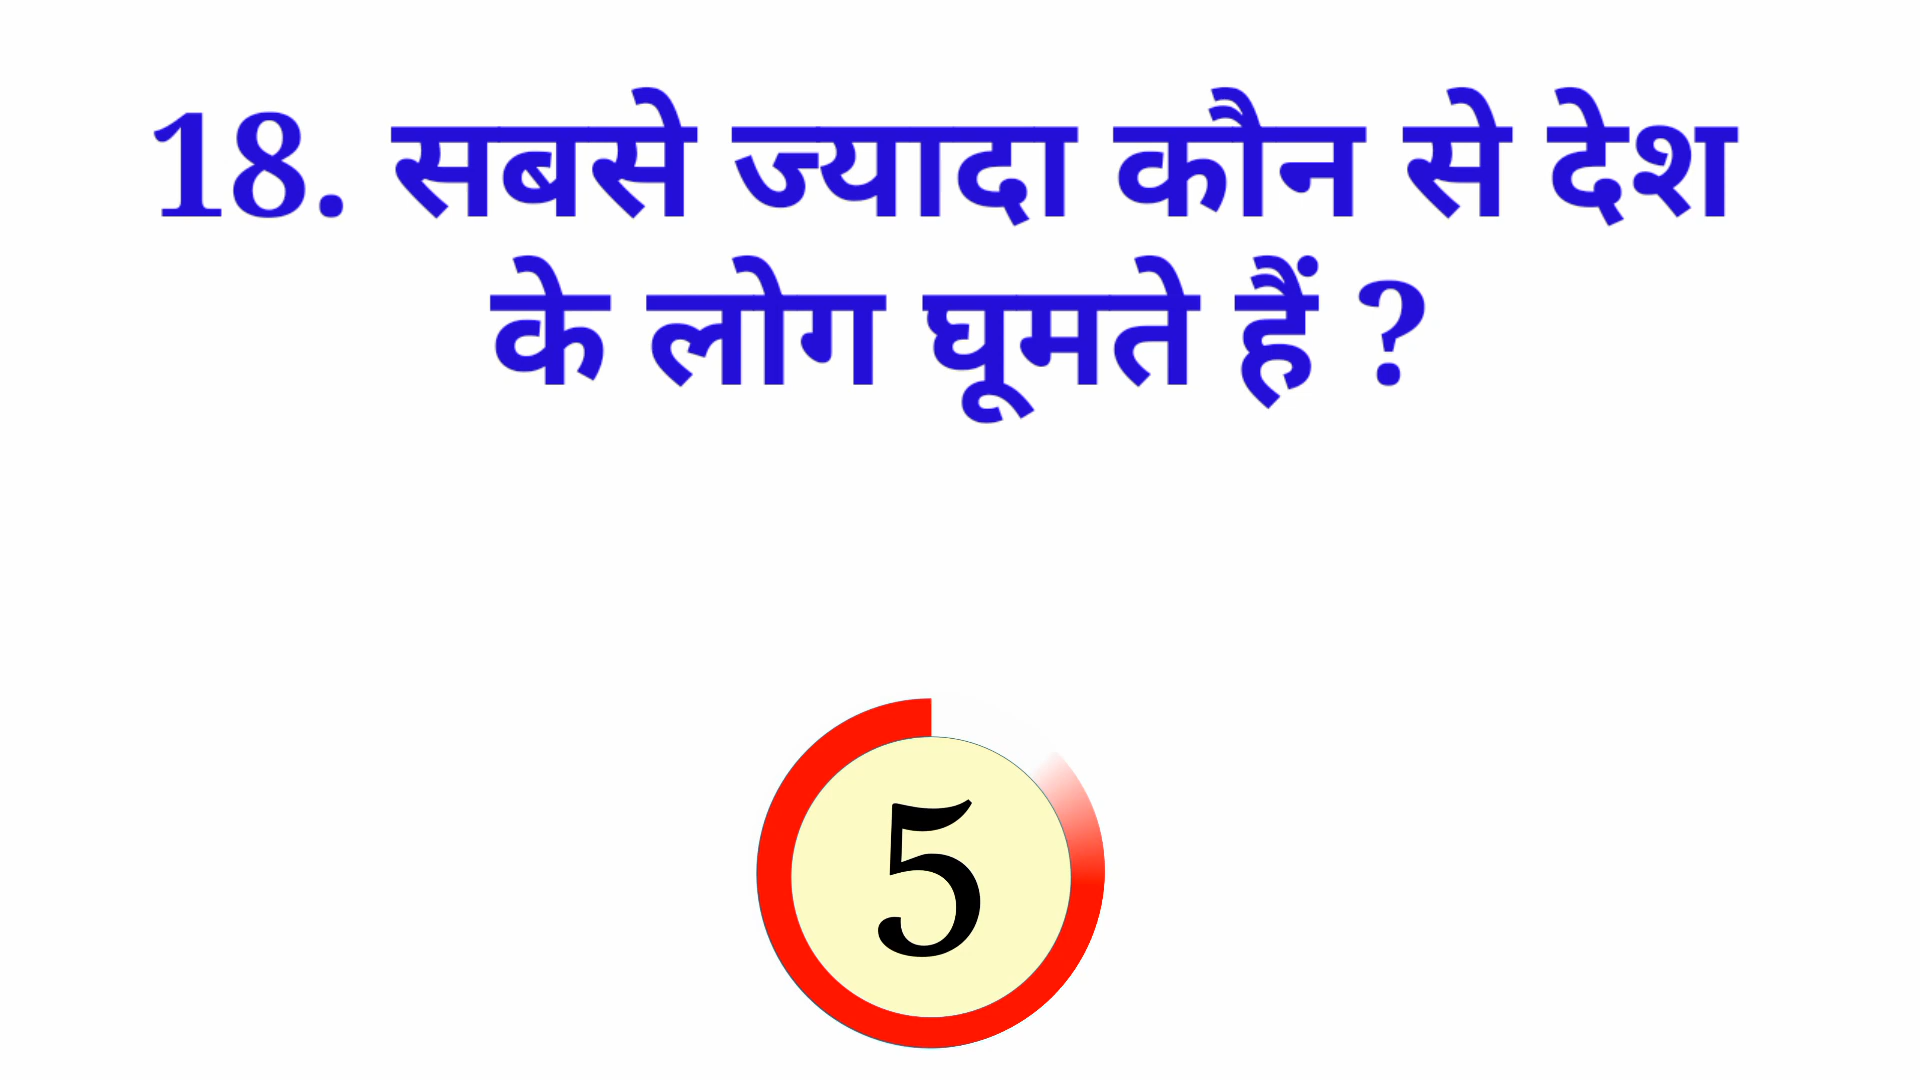 18. सबसे ज्यादा कौन से देश
के लोग घूमते हैं ?
5